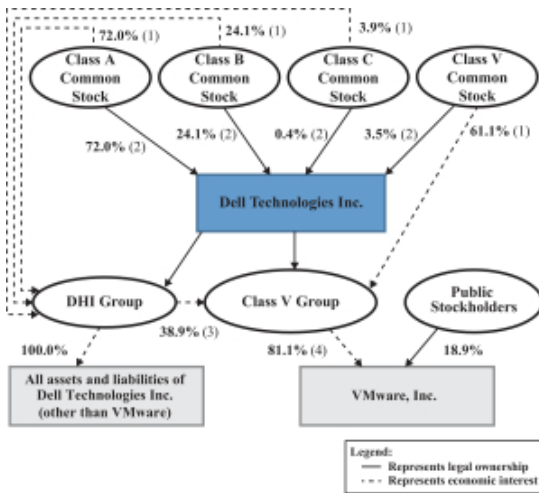 72.0% (1)
24.1% (1)
3.9% (1)
Class A
Common
Stock
Class B
Common
Stock
Class C
Common
Stock
Class V
Common
Stock
72.0% (2)
24.1% (2)
0.4% (2)
3.5% (2)
61.1% (1)
Dell Technologies Inc.
DHI Group
38.9% (3)
Class V Group
Public
Stockholders
100.0%
81.1% (4)
18.9%
All assets and liabilities of
Dell Technologies Inc.
(other than VMware)
VMware, Inc.
Legend:
Represents legal ownership
Represents economic interest